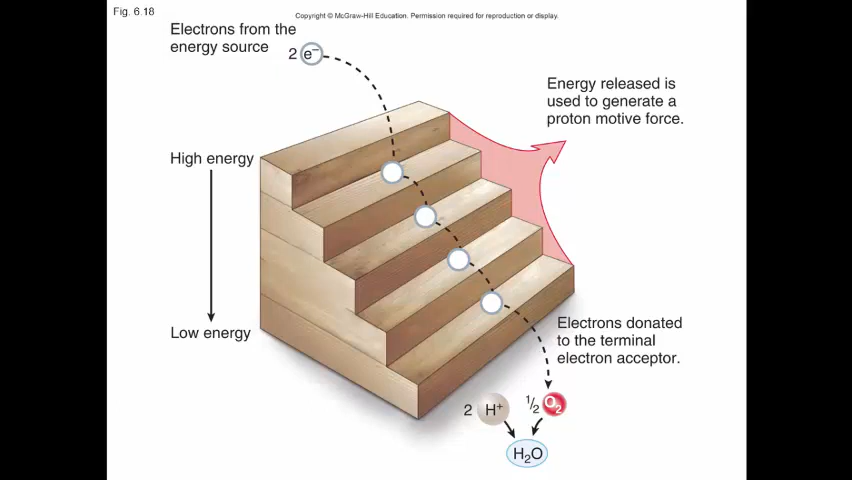 Fig. 6.18
Copyright © McGraw-Hill Education. Permission required for reproduction or display.
Electrons from the
energy source
2 e⁻
Energy released is
used to generate a
proton motive force.
High energy
Low energy
Electrons donated
to the terminal
electron acceptor.
2 H⁺
1/2 O₂
H₂O